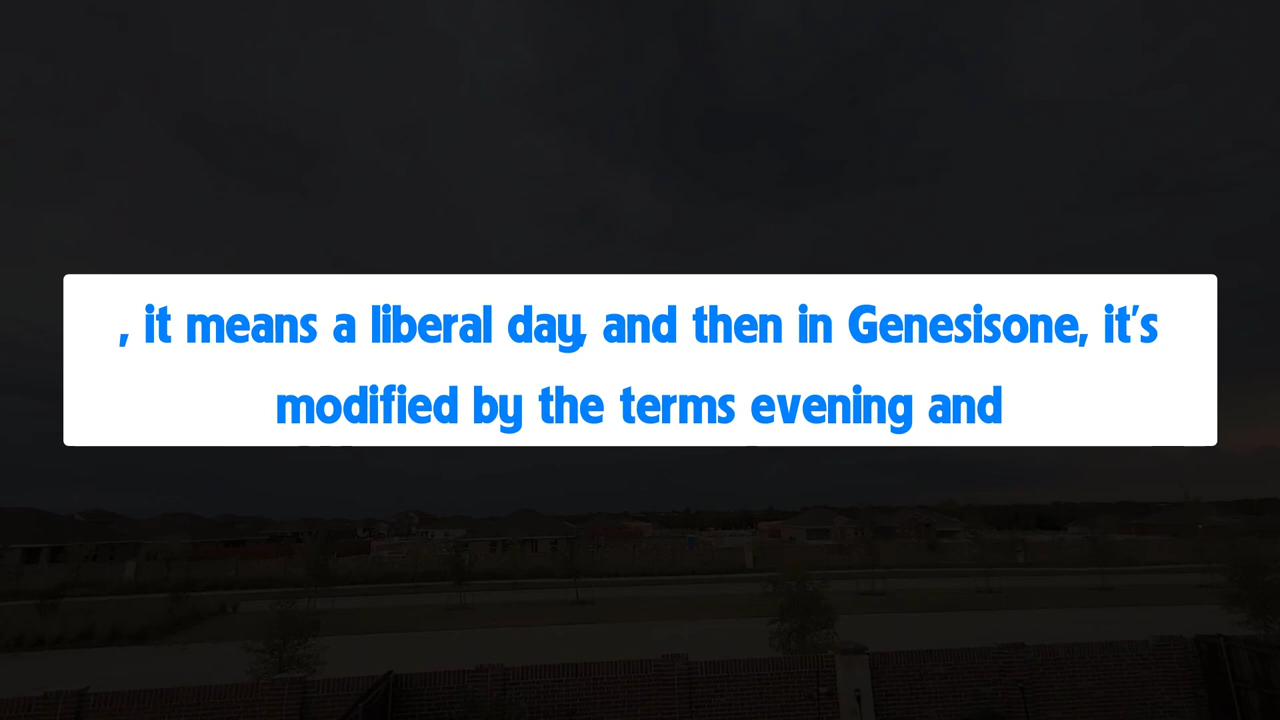 , it means a liberal day, and then in Genesisone, it's
modified by the terms evening and